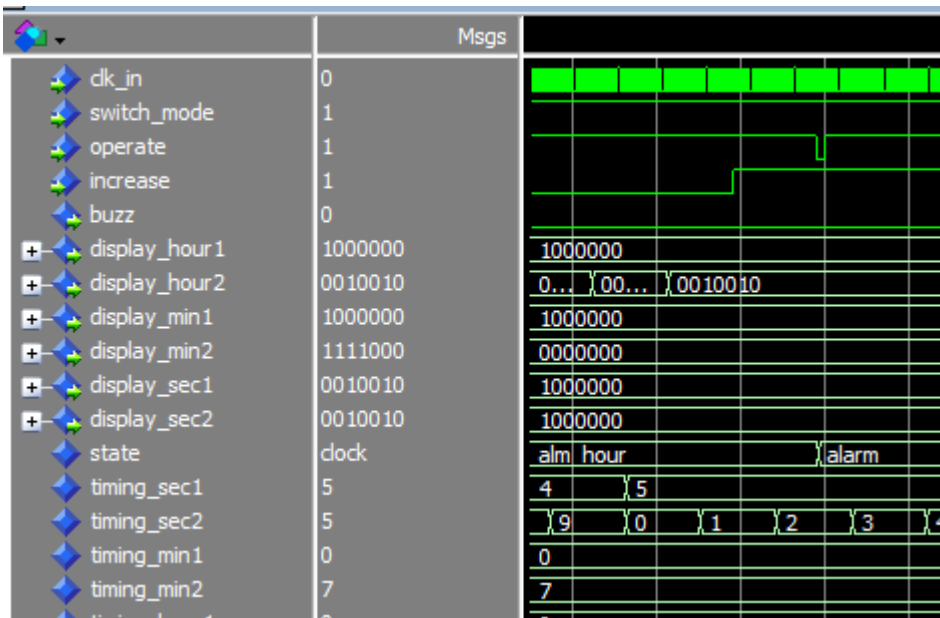 Msgs
clk_in 0
switch_mode 1
operate 1
increase 1
buzz 0
display_hour1 1000000 1000000
display_hour2 0010010 0... 00... 0010010
display_min1 1000000 1000000
display_min2 1111000 0000000
display_sec1 0010010 1000000
display_sec2 0010010 1000000
state clock alm hour alarm
timing_sec1 5 4 5
timing_sec2 5 9 0 1 2 3 4
timing_min1 0 0
timing_min2 7 7